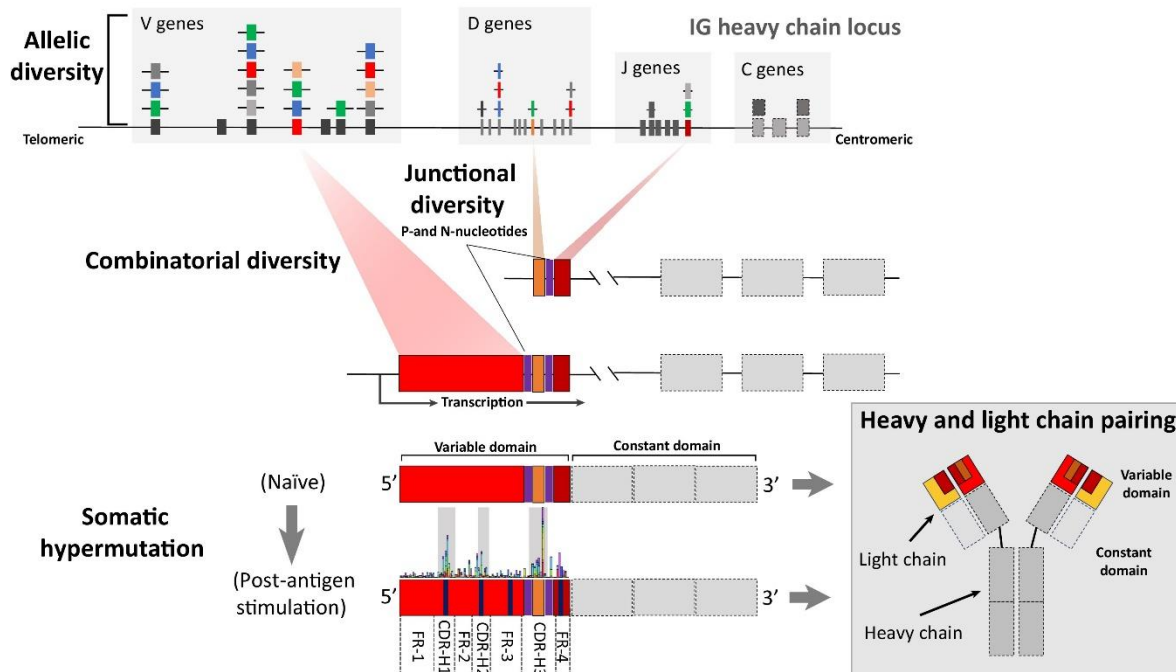 V genes
D genes
IG heavy chain locus
Allelic
diversity
J genes
C genes
Telomeric
Centromeric
Junctional
diversity
P-and N-nucleotides
Combinatorial diversity
Transcription
Heavy and light chain pairing
Variable domain
Constant domain
(Naïve)
5’
3’
Variable
domain
Somatic
hypermutation
Light chain
Constant
domain
(Post-antigen
stimulation)
5’
3’
Heavy chain
FR-1
CDR-H1
FR-2
CDR-H2
FR-3
CDR-H3
FR-4